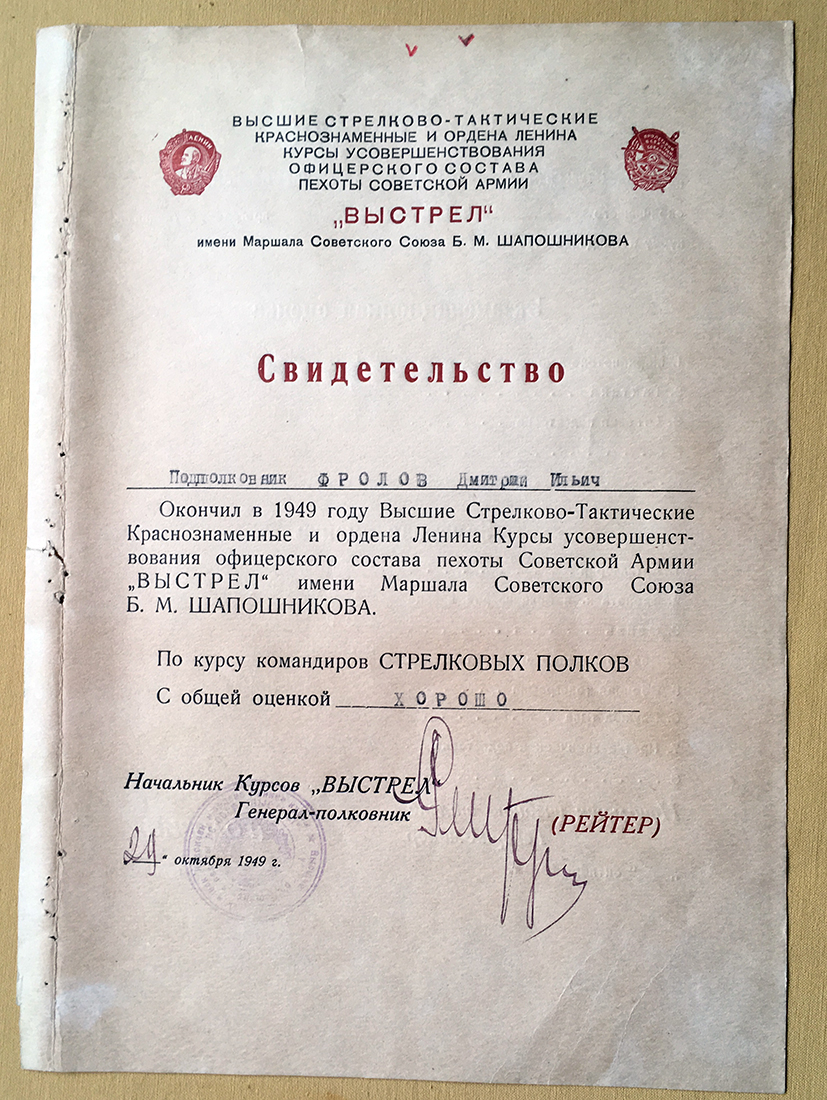 ВЫСШИЕ СТРЕЛКОВО-ТАКТИЧЕСКИЕ
КРАСНОЗНАМЕННЫЕ И ОРДЕНА ЛЕНИНА
КУРСЫ УСОВЕРШЕНСТВОВАНИЯ
ОФИЦЕРСКОГО СОСТАВА
ПЕХОТЫ СОВЕТСКОЙ АРМИИ
„ВЫСТРЕЛ“
имени Маршала Советского Союза Б. М. ШАПОШНИКОВА
ЛЕНИН
Свидетельство
Подполковник ФРОЛОВ Дмитрий Ильич
Окончил в 1949 году Высшие Стрелково-Тактические
Краснознаменные и ордена Ленина Курсы усовершенст-
вования офицерского состава пехоты Советской Армии
„ВЫСТРЕЛ“ имени Маршала Советского Союза
Б. М. ШАПОШНИКОВА.
По курсу командиров СТРЕЛКОВЫХ ПОЛКОВ
С общей оценкой ХОРОШО
Начальник Курсов „ВЫСТРЕЛ“
Генерал-полковник
(РЕЙТЕР)
29“ октября 1949 г.